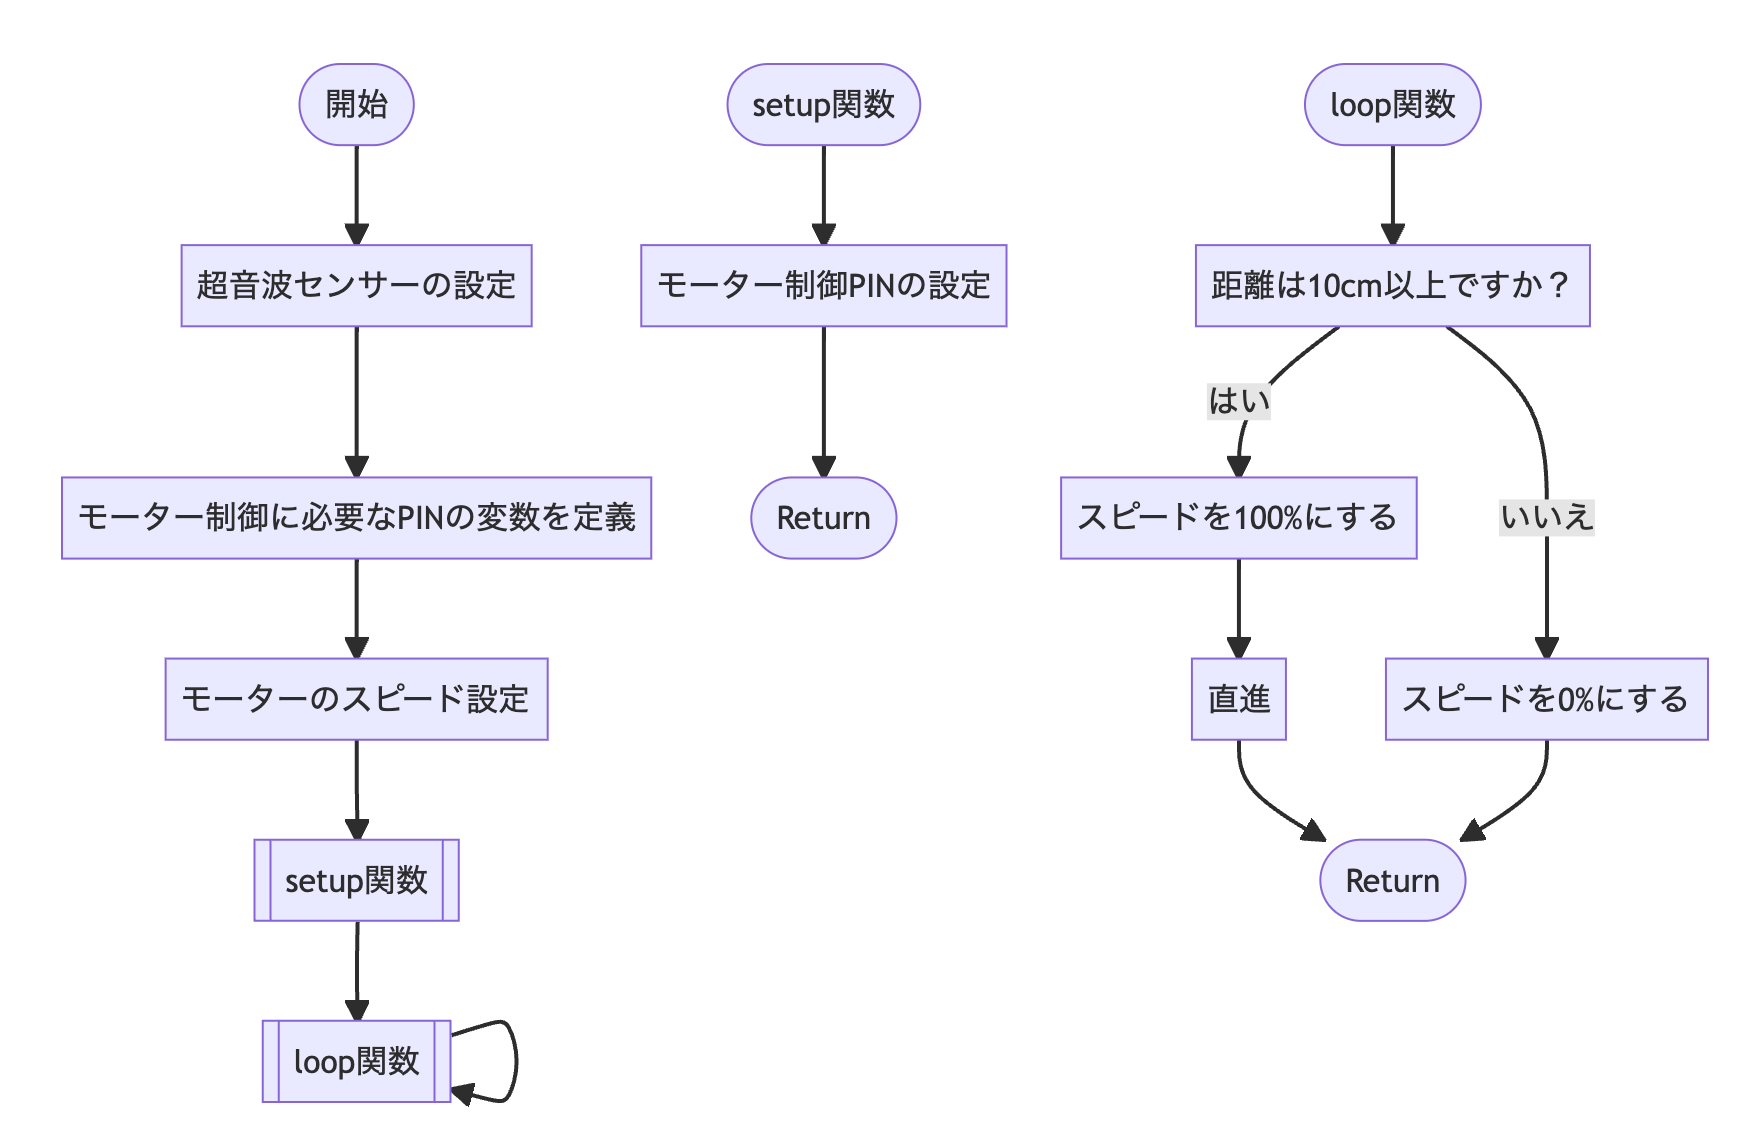 開始
超音波センサーの設定
モーター制御に必要なPINの変数を定義
モーターのスピード設定
setup関数
loop関数
setup関数
モーター制御PINの設定
Return
loop関数
距離は10cm以上ですか？
はい
いいえ
スピードを100%にする
直進
スピードを0%にする
Return